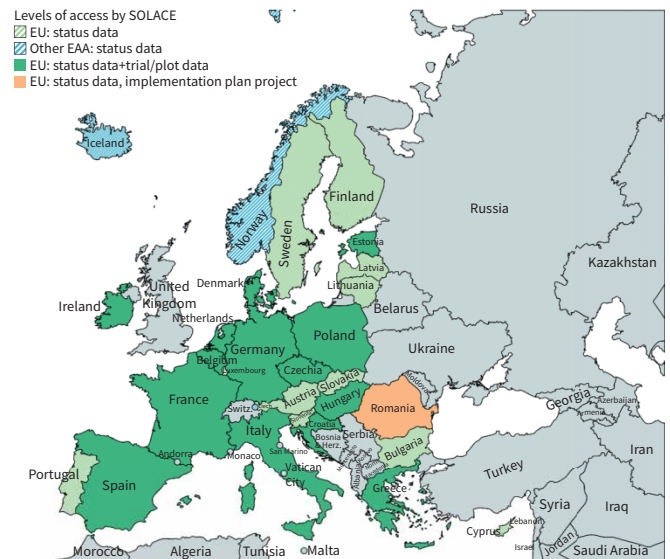 Levels of access by SOLACE
EU: status data
Other EAA: status data
EU: status data+trial/plot data
EU: status data, implementation plan project
Iceland
Norway
Sweden
Finland
Russia
Estonia
Latvia
Lithuania
Kazakhstan
Denmark
Ireland
United
Kingdom
Netherlands
Belarus
Poland
Germany
Belgium
Luxembourg
Czechia
Ukraine
Slovakia
Austria
Hungary
Moldova
France
Switz.
Romania
Croatia
Italy
Bosnia
& Herz.
Serbia
Georgia
Azerbaijan
Armenia
Andorra
Monaco
San Marino
Bulgaria
Portugal
Spain
Vatican
City
Albania
Greece
Turkey
Iran
Syria
Iraq
Cyprus
Lebanon
Israel
Jordan
Morocco
Algeria
Tunisia
Malta
Saudi Arabia